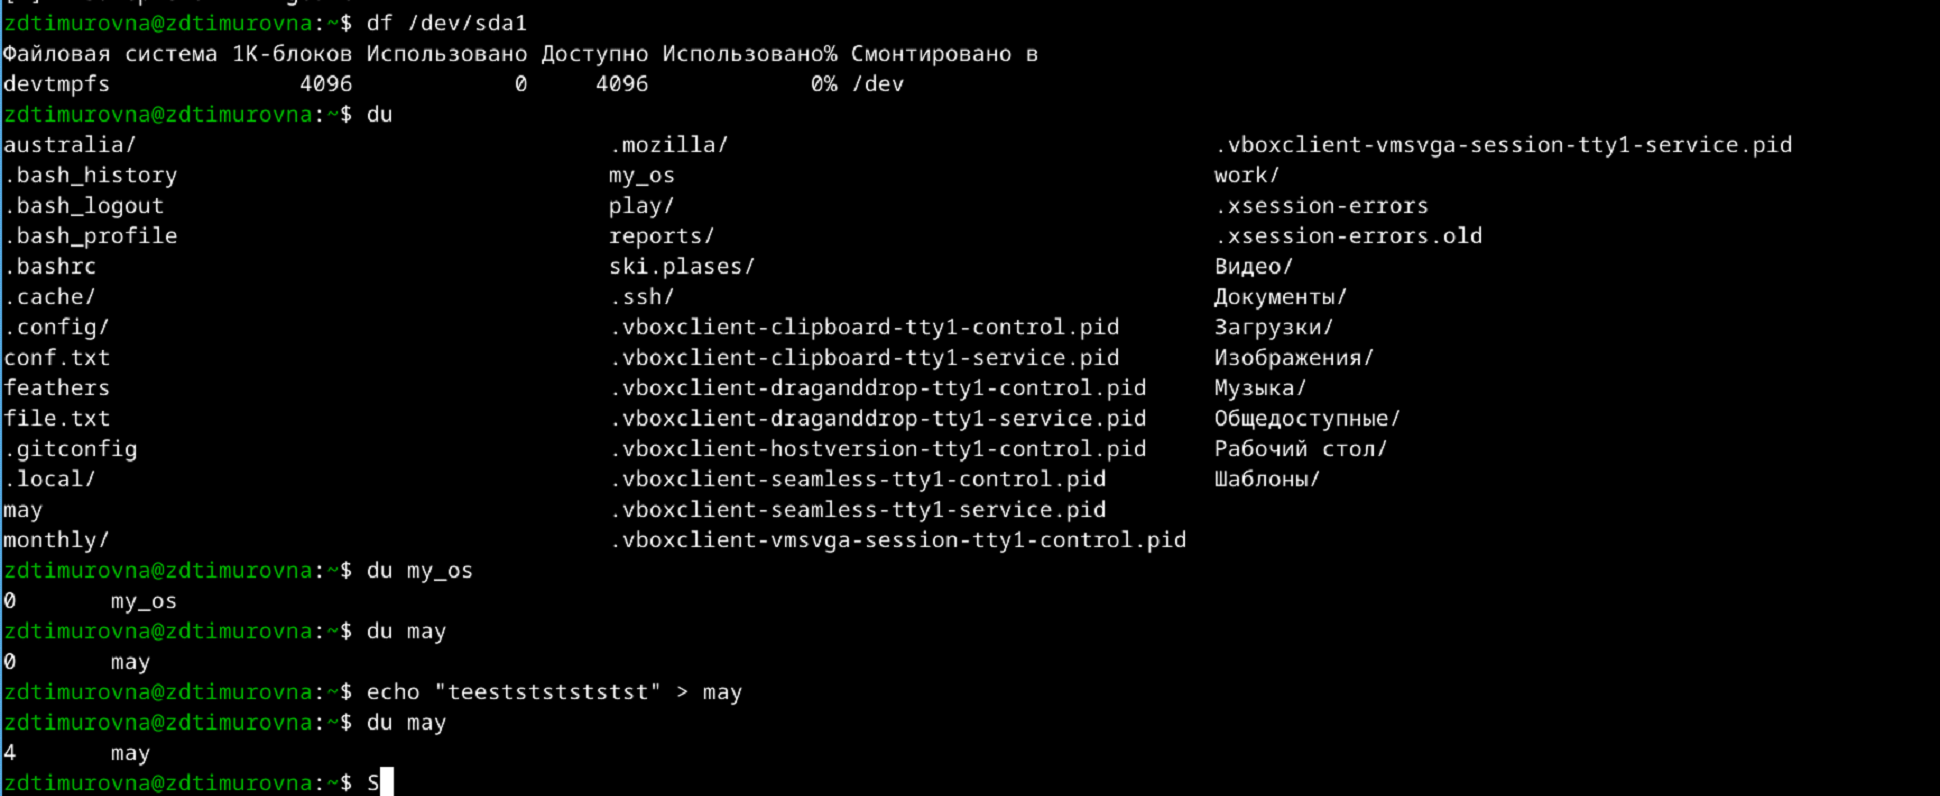 zdtimurovna@zdtimurovna:~$ df /dev/sda1
Файловая система 1K-блоков Использовано Доступно Использовано% Смонтировано в
devtmpfs 4096 0 4096 0% /dev
zdtimurovna@zdtimurovna:~$ du
australia/ .mozilla/ .vboxclient-vmsvga-session-tty1-service.pid
.bash_history my_os work/
.bash_logout play/ .xsession-errors
.bash_profile reports/ .xsession-errors.old
.bashrc ski.plases/ Видео/
.cache/ .ssh/ Документы/
.config/ .vboxclient-clipboard-tty1-control.pid Загрузки/
conf.txt .vboxclient-clipboard-tty1-service.pid Изображения/
feathers .vboxclient-draganddrop-tty1-control.pid Музыка/
file.txt .vboxclient-draganddrop-tty1-service.pid Общедоступные/
.gitconfig .vboxclient-hostversion-tty1-control.pid Рабочий стол/
.local/ .vboxclient-seamless-tty1-control.pid Шаблоны/
may .vboxclient-seamless-tty1-service.pid
monthly/ .vboxclient-vmsvga-session-tty1-control.pid
zdtimurovna@zdtimurovna:~$ du my_os
0 my_os
zdtimurovna@zdtimurovna:~$ du may
0 may
zdtimurovna@zdtimurovna:~$ echo "teestststststst" > may
zdtimurovna@zdtimurovna:~$ du may
4 may
zdtimurovna@zdtimurovna:~$ S